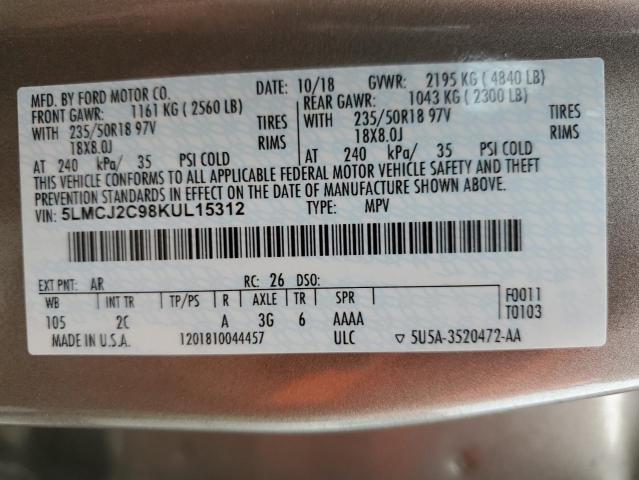 MFD. BY FORD MOTOR CO. DATE: 10/18 GVWR: 2195 KG ( 4840 LB)
FRONT GAWR: 1161 KG ( 2560 LB) REAR GAWR: 1043 KG ( 2300 LB)
WITH 235/50R18 97V TIRES WITH 235/50R18 97V TIRES
18X8.0J RIMS 18X8.0J RIMS
AT 240 kPa/ 35 PSI COLD AT 240 kPa/ 35 PSI COLD
THIS VEHICLE CONFORMS TO ALL APPLICABLE FEDERAL MOTOR VEHICLE SAFETY AND THEFT
PREVENTION STANDARDS IN EFFECT ON THE DATE OF MANUFACTURE SHOWN ABOVE.
VIN: 5LMCJ2C98KUL15312 TYPE: MPV
EXT PNT: AR RC: 26 DSO:
WB INT TR TP/PS R AXLE TR SPR F0011
105 2C A 3G 6 AAAA T0103
MADE IN U.S.A. 1201810044457 ULC ▽ 5U5A-3520472-AA